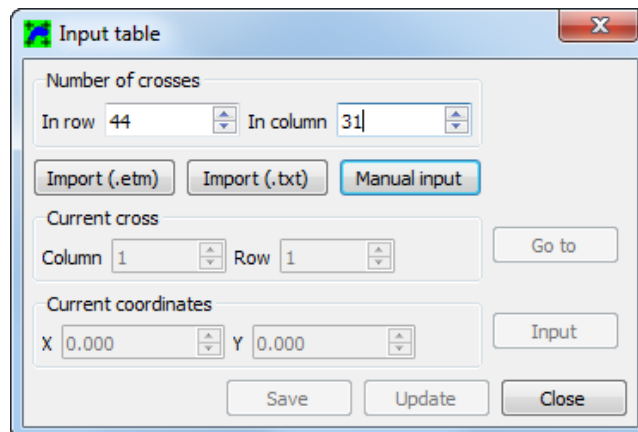 Input table
Number of crosses
In row 44 In column 31
Import (.etm) Import (.txt) Manual input
Current cross
Column 1 Row 1
Go to
Current coordinates
X 0.000 Y 0.000
Input
Save Update Close